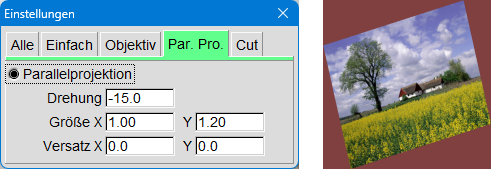 Einstellungen
Alle Einfach Objektiv Par. Pro. Cut
Parallelprojektion
Drehung -15.0
Größe X 1.00 Y 1.20
Versatz X 0.0 Y 0.0